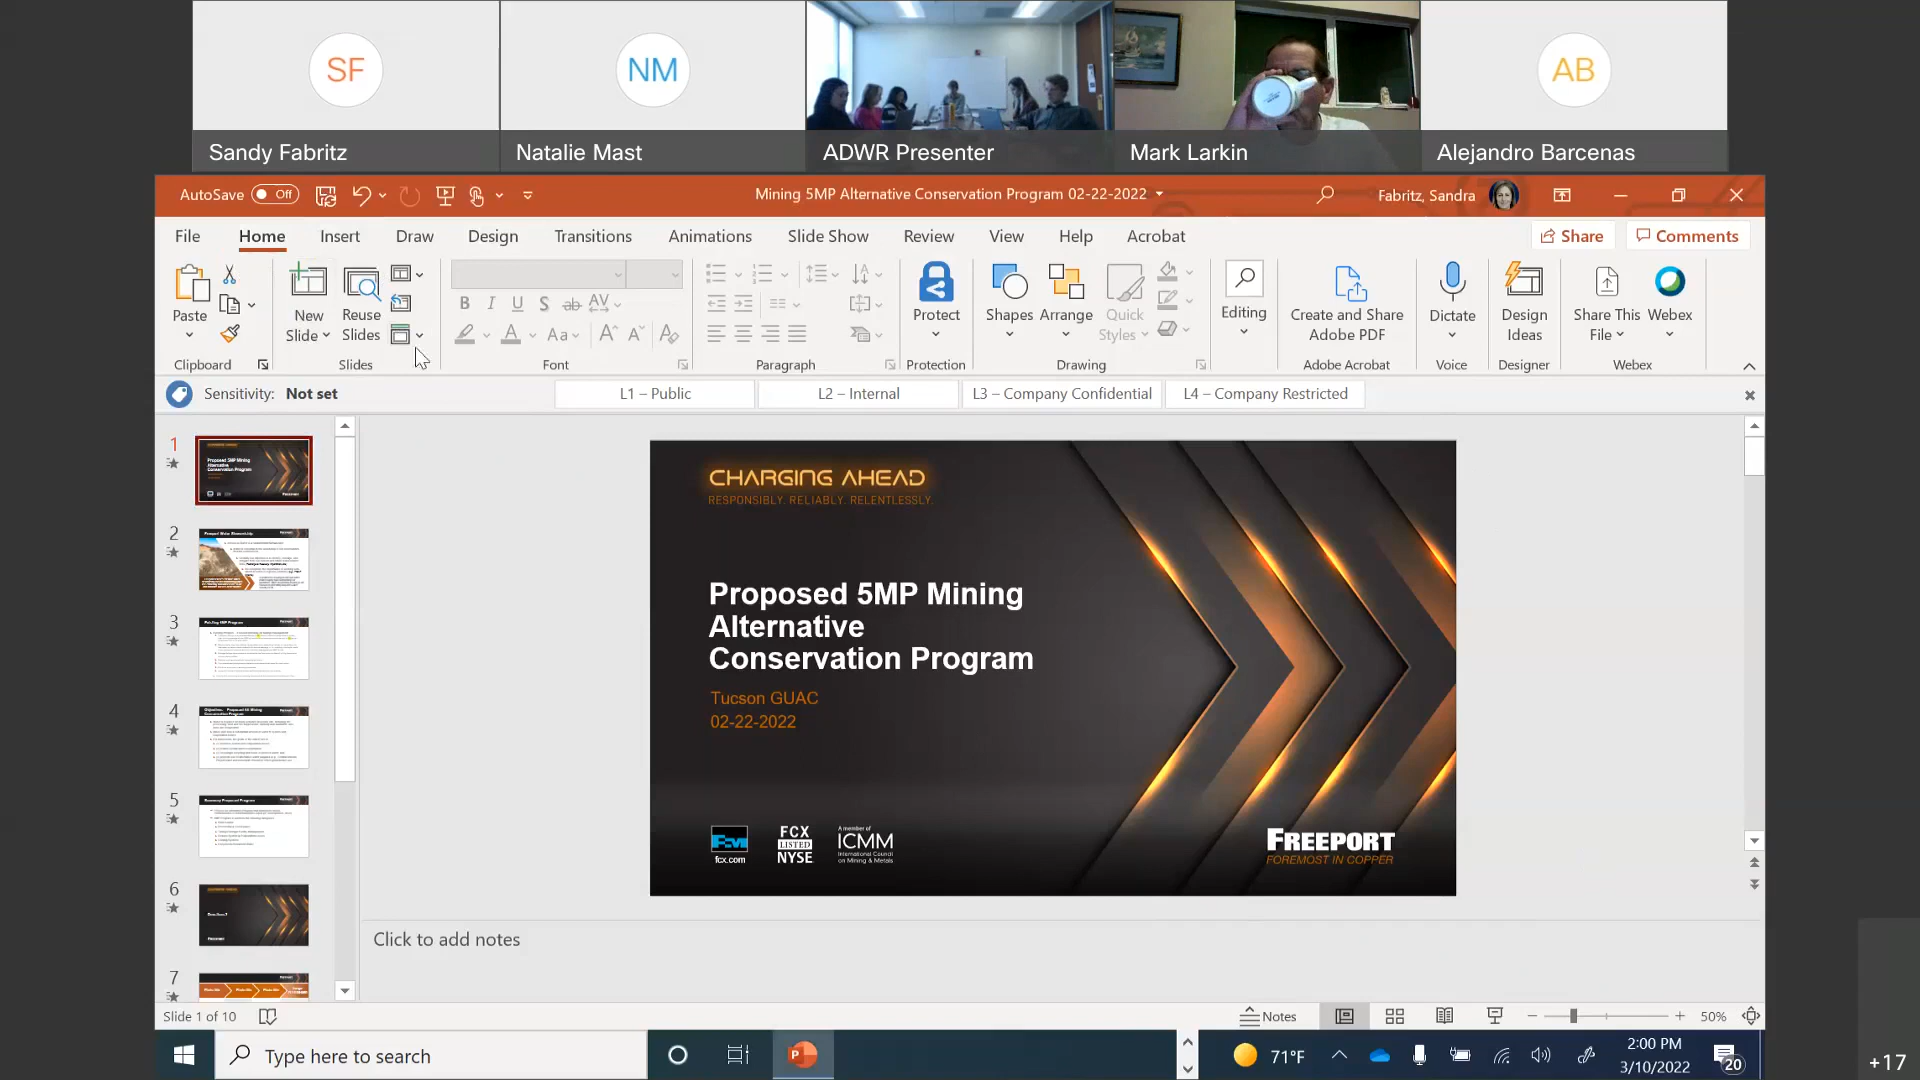 SF
NM
AB
Sandy Fabritz
Natalie Mast
ADWR Presenter
Mark Larkin
Alejandro Barcenas
AutoSave Off
Mining 5MP Alternative Conservation Program 02-22-2022
Fabritz, Sandra
File Home Insert Draw Design Transitions Animations Slide Show Review View Help Acrobat Share Comments
Paste
New Slide
Reuse Slides
Protect
Shapes
Arrange
Quick Styles
Editing
Create and Share Adobe PDF
Dictate
Design Ideas
Share This File
Webex
Clipboard Slides Font Paragraph Protection Drawing Adobe Acrobat Voice Designer Webex
Sensitivity: Not set
L1 – Public
L2 – Internal
L3 – Company Confidential
L4 – Company Restricted
1
2
3
4
5
6
7
CHARGING AHEAD
RESPONSIBLY. RELIABLY. RELENTLESSLY.
Proposed 5MP Mining
Alternative
Conservation Program
Tucson GUAC
02-22-2022
fcx.com
FCX
LISTED
NYSE
A member of
ICMM
International Council
on Mining & Metals
FREEPORT
FOREMOST IN COPPER
Click to add notes
Slide 1 of 10
Notes
50%
Type here to search
71°F
2:00 PM
3/10/2022
20
+17